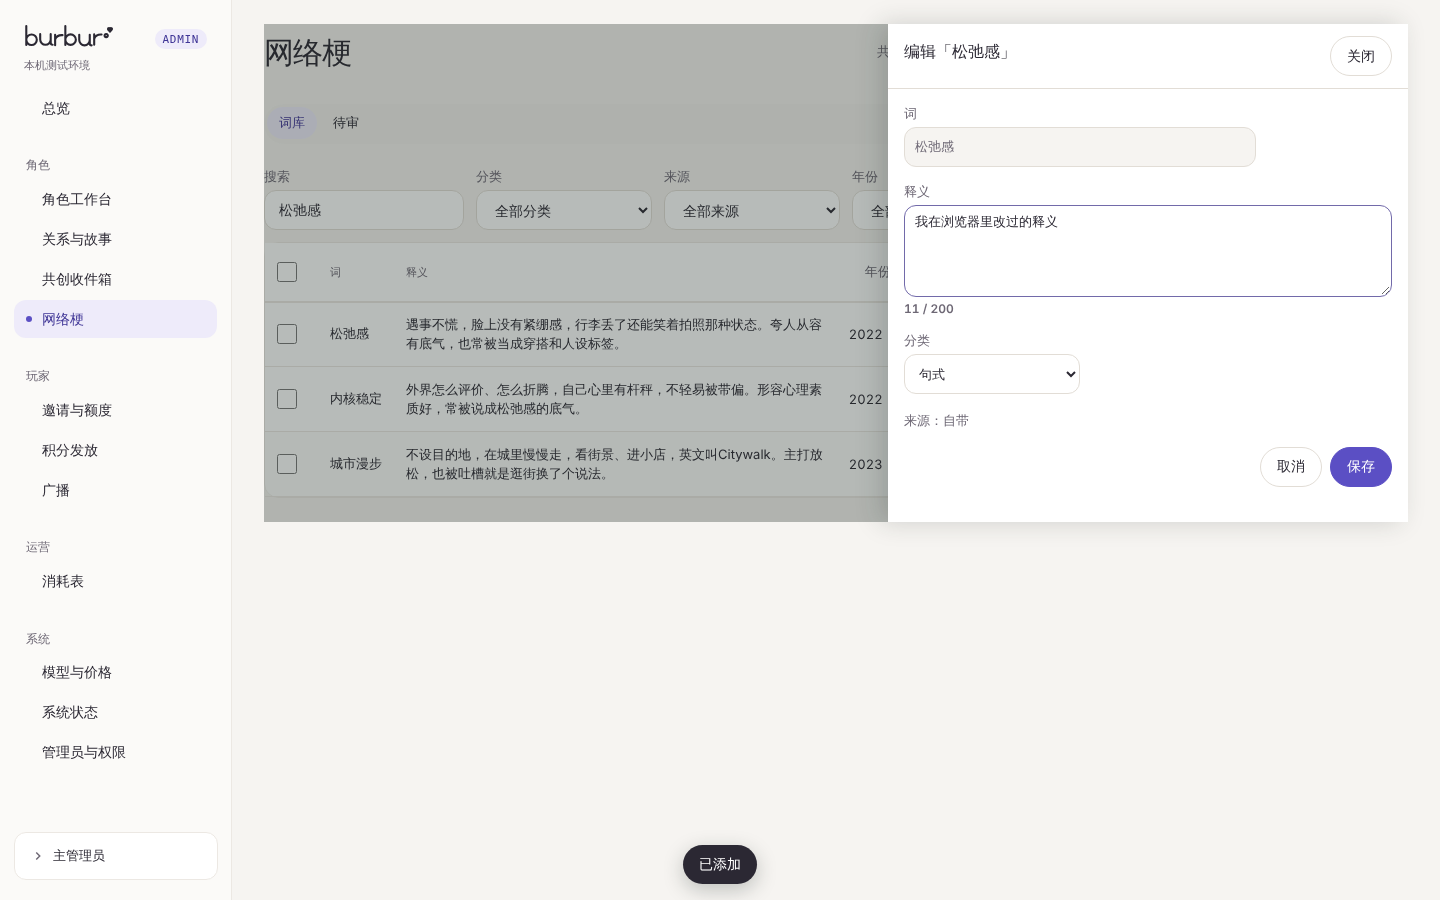 burbur
ADMIN
本机测试环境
总览
角色
角色工作台
关系与故事
共创收件箱
网络梗
玩家
邀请与额度
积分发放
广播
运营
消耗表
系统
模型与价格
系统状态
管理员与权限
主管理员
网络梗
共
词库
待审
搜索
分类
来源
年份
松弛感
全部分类
全部来源
全
词
释义
年份
松弛感
遇事不慌，脸上没有紧绷感，行李丢了还能笑着拍照那种状态。夸人从容
有底气，也常被当成穿搭和人设标签。
2022
内核稳定
外界怎么评价、怎么折腾，自己心里有杆秤，不轻易被带偏。形容心理素
质好，常被说成松弛感的底气。
2022
城市漫步
不设目的地，在城里慢慢走，看街景、进小店，英文叫Citywalk。主打放
松，也被吐槽就是逛街换了个说法。
2023
编辑「松弛感」
关闭
词
松弛感
释义
我在浏览器里改过的释义
11 / 200
分类
句式
来源：自带
取消
保存
已添加